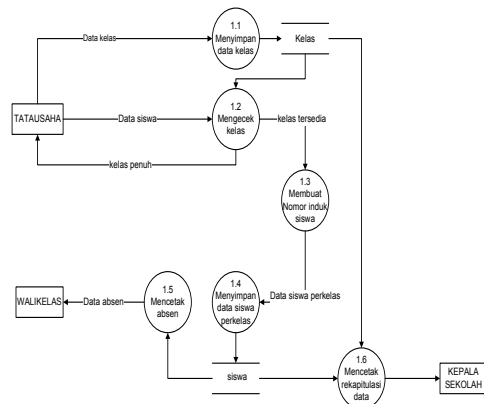 1.1
Menyimpan
data kelas
Kelas
Data kelas
1.2
Mengecek
kelas
TATAUSAHA
Data siswa
kelas tersedia
kelas penuh
1.3
Membuat
Nomor induk
siswa
1.5
Mencetak
absen
1.4
Menyimpan
data siswa
perkelas
Data siswa perkelas
WALIKELAS
Data absen
1.6
Mencetak
rekapitulasi
data
siswa
KEPALA
SEKOLAH